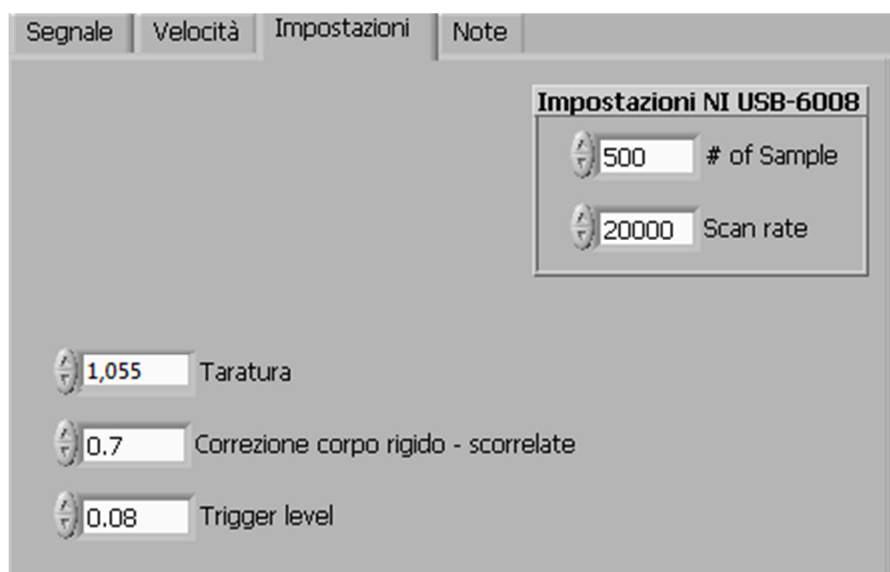 Segnale Velocità Impostazioni Note
Impostazioni NI USB-6008
500 # of Sample
20000 Scan rate
1,055 Taratura
0.7 Correzione corpo rigido - scorrelate
0.08 Trigger level